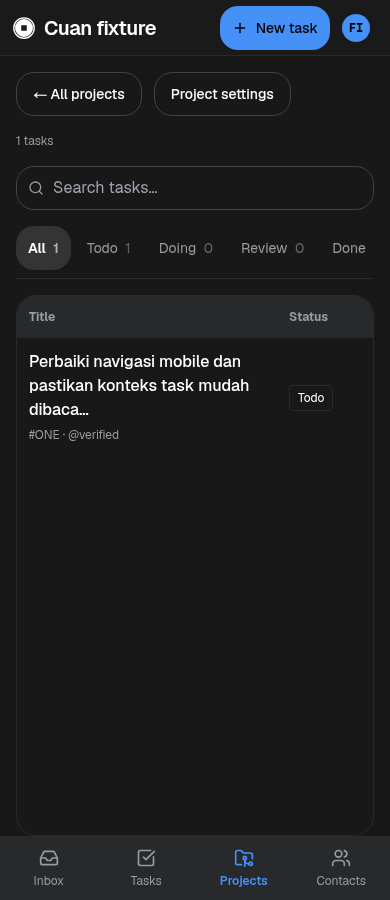 Cuan fixture
+ New task
FI
← All projects
Project settings
1 tasks
Search tasks...
All 1 Todo 1 Doing 0 Review 0 Done
Title Status
Perbaiki navigasi mobile dan
pastikan konteks task mudah
dibaca...
#ONE · @verified
Todo
Inbox Tasks Projects Contacts